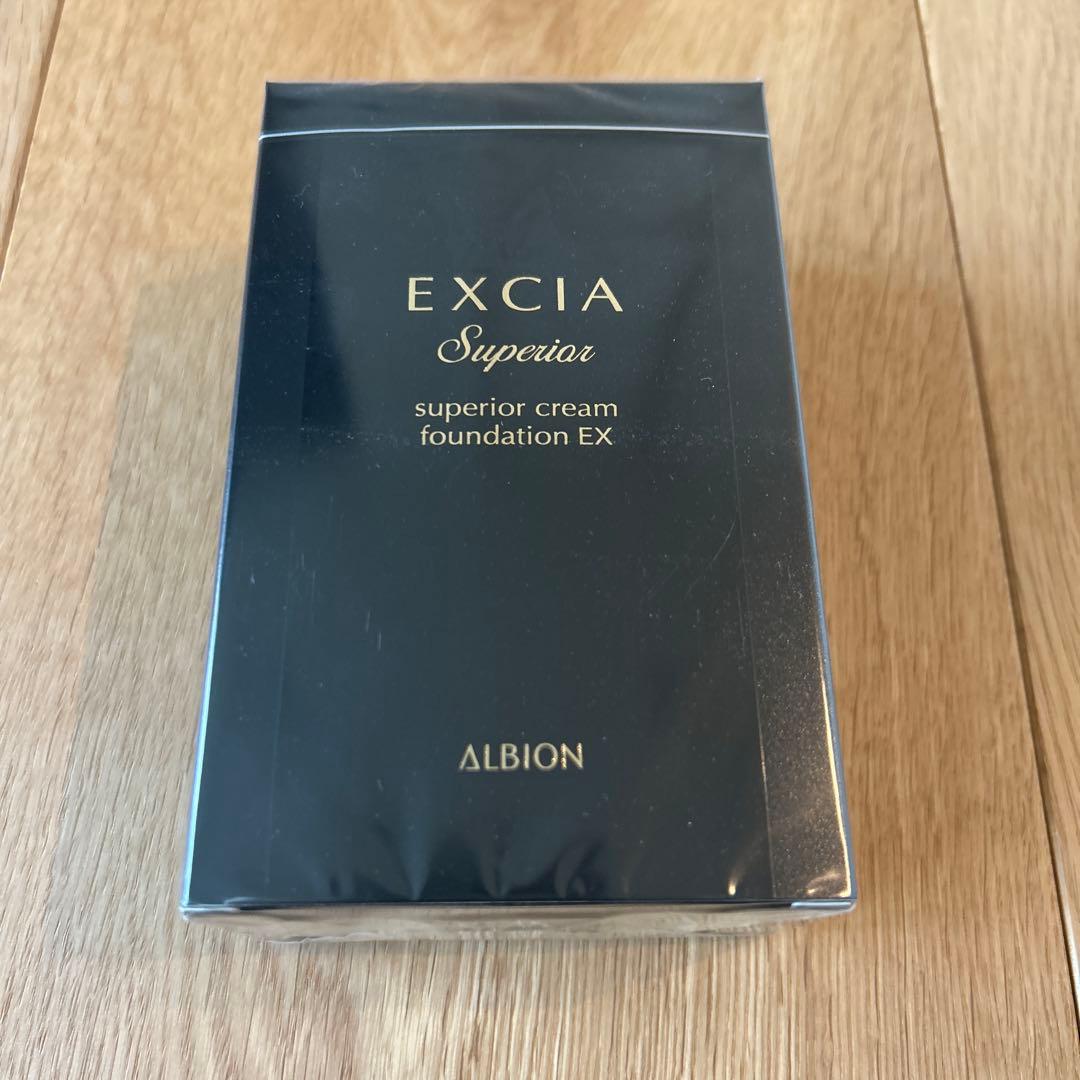 EXCIA
Superior
superior cream
foundation EX
ALBION